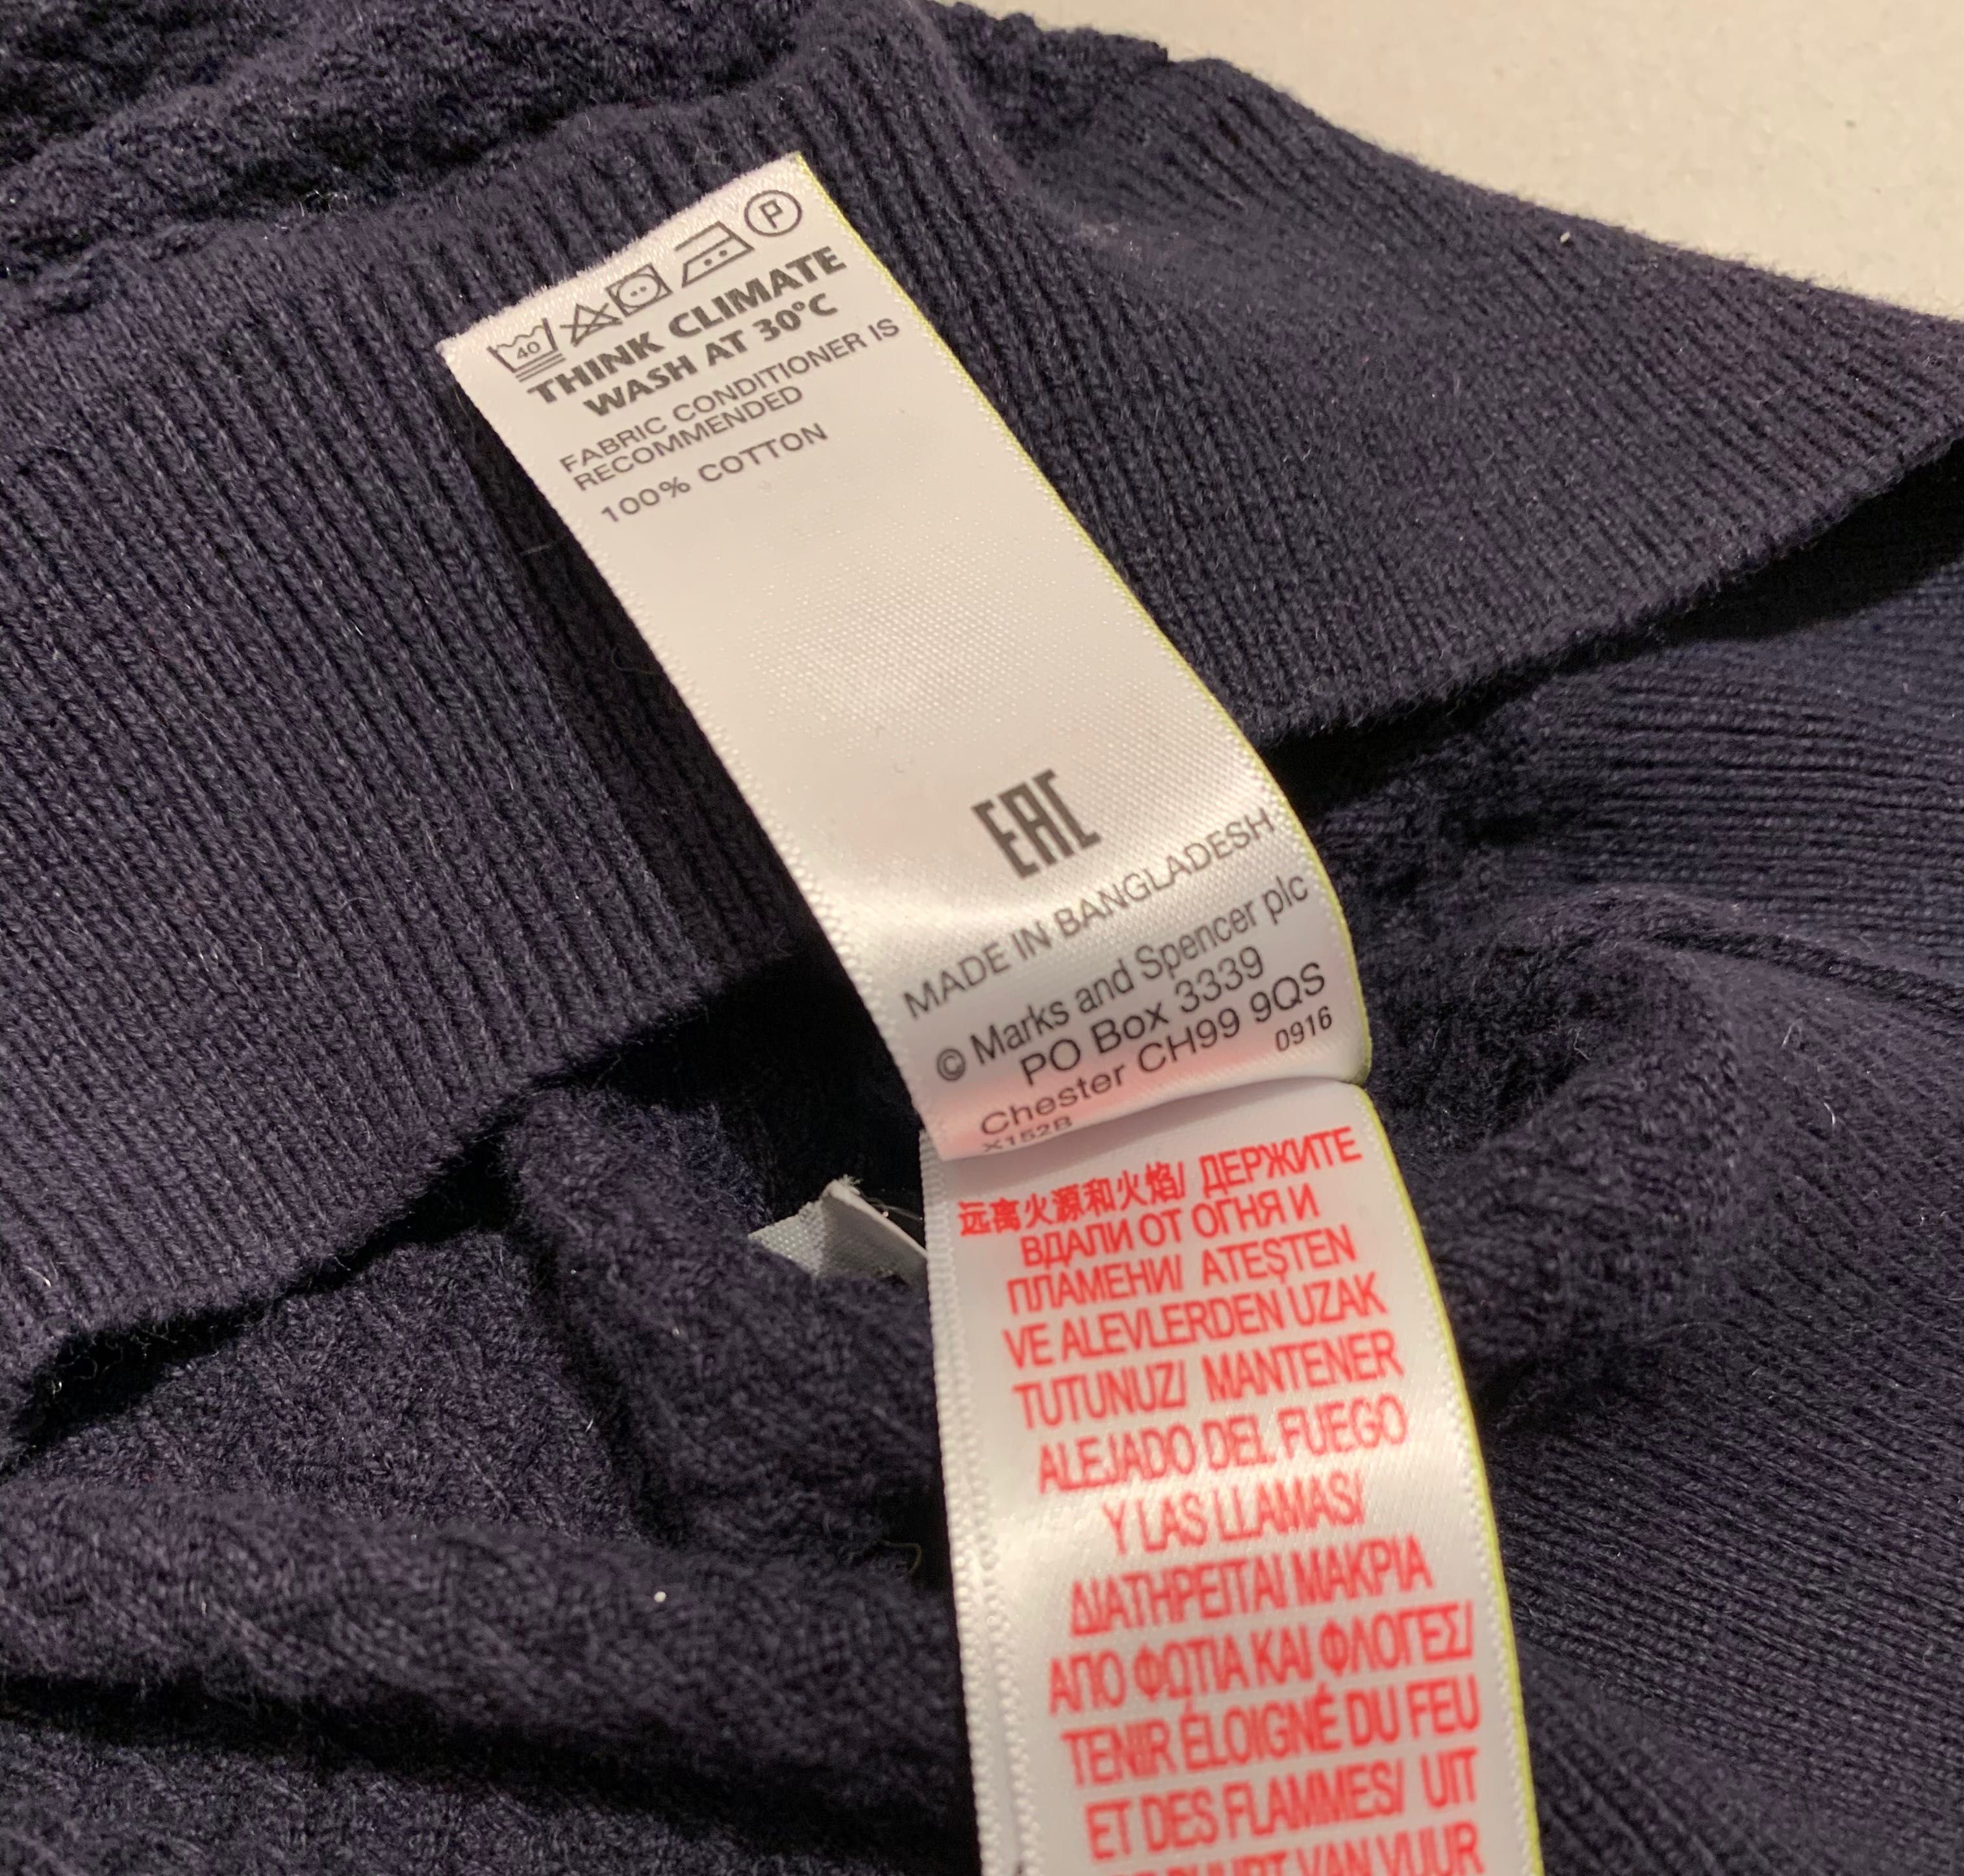 40
P
THINK CLIMATE
WASH AT 30°C
FABRIC CONDITIONER IS
RECOMMENDED
100% COTTON
EAC
MADE IN BANGLADESH
© Marks and Spencer plc
PO Box 3339
Chester CH99 9QS
0916
X152B
远离火源和火焰/ ДЕРЖИТЕ
ВДАЛИ ОТ ОГНЯ И
ПЛАМЕНИ/ ATEŞTEN
VE ALEVLERDEN UZAK
TUTUNUZ/ MANTENER
ALEJADO DEL FUEGO
Y LAS LLAMAS/
ΔΙΑΤΗΡΕΙΤΑΙ ΜΑΚΡΙΑ
ΑΠΟ ΦΩΤΙΑ ΚΑΙ ΦΛΟΓΕΣ/
TENIR ÉLOIGNÉ DU FEU
ET DES FLAMMES/ UIT
VAN VUUR